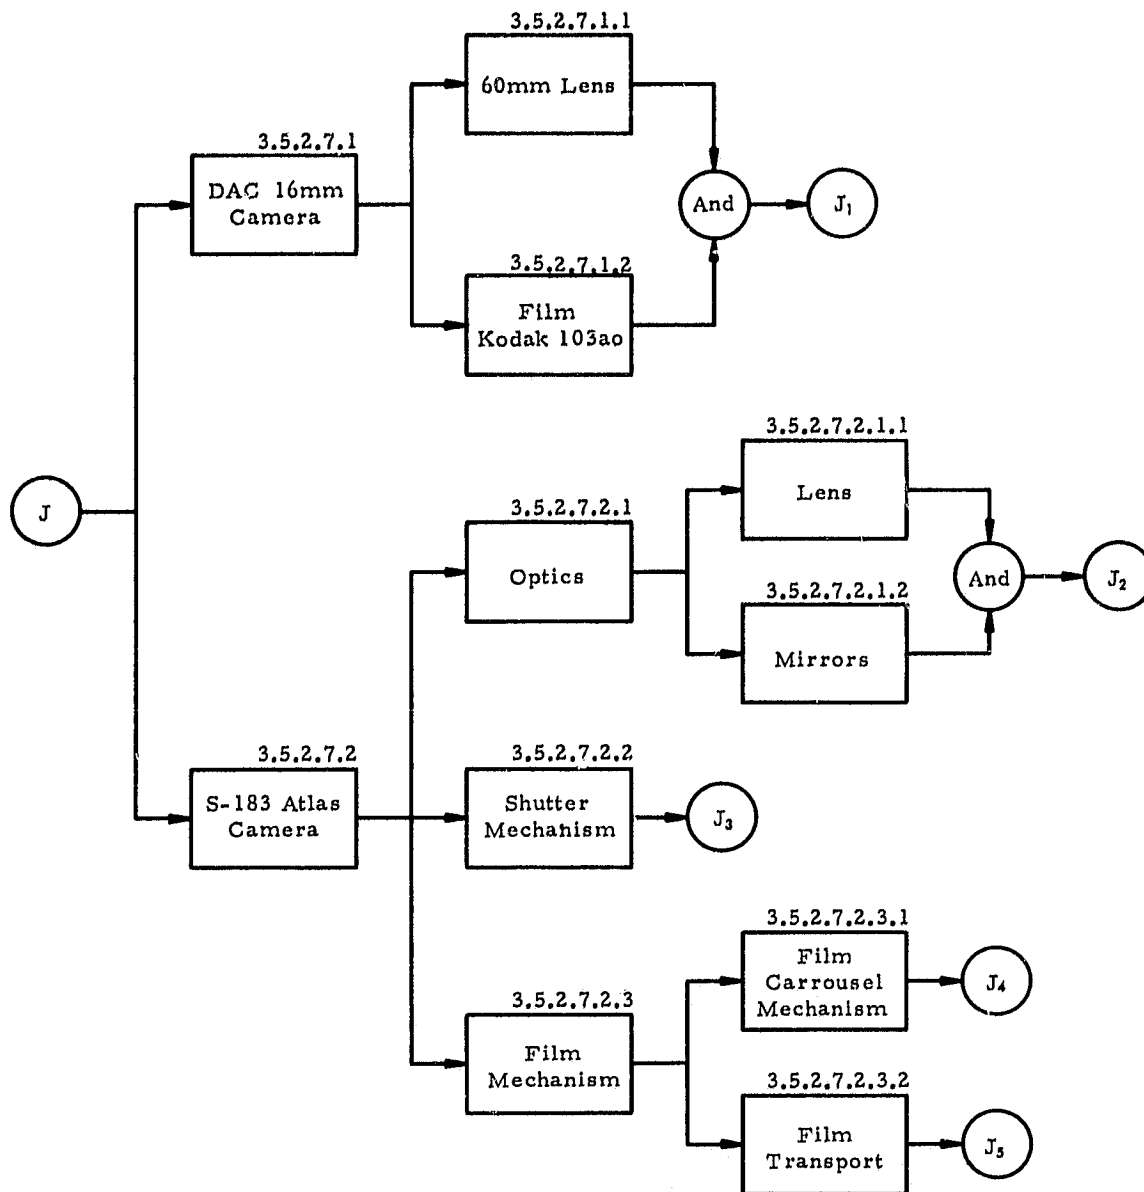 3.5.2.7.1.1
60mm Lens
3.5.2.7.1
DAC 16mm
Camera
And
J₁
3.5.2.7.1.2
Film
Kodak 103ao
J
3.5.2.7.2.1.1
Lens
3.5.2.7.2.1
Optics
And
J₂
3.5.2.7.2.1.2
Mirrors
3.5.2.7.2
S-183 Atlas
Camera
3.5.2.7.2.2
Shutter
Mechanism
J₃
3.5.2.7.2.3.1
Film
Carrousel
Mechanism
J₄
3.5.2.7.2.3
Film
Mechanism
3.5.2.7.2.3.2
Film
Transport
J₅